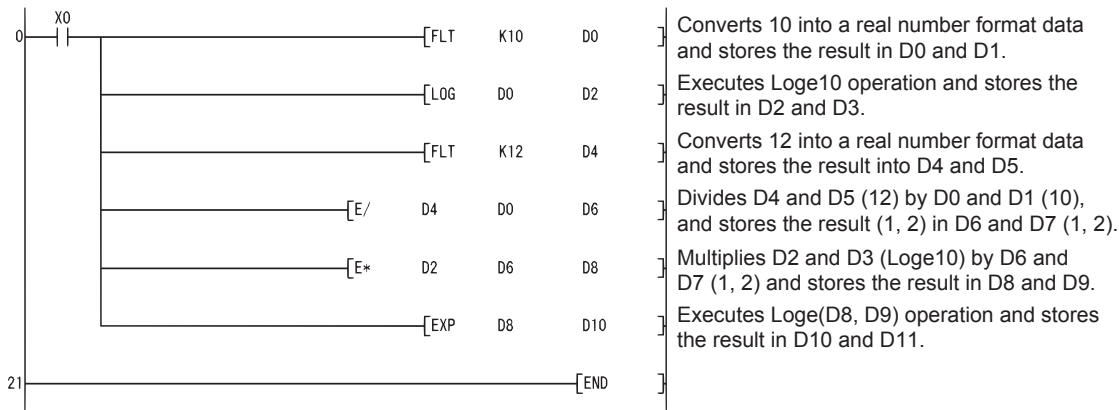 X0
0 [FLT K10 D0 ] Converts 10 into a real number format data
and stores the result in D0 and D1.
[LOG D0 D2 ] Executes Loge10 operation and stores the
result in D2 and D3.
[FLT K12 D4 ] Converts 12 into a real number format data
and stores the result into D4 and D5.
[E/ D4 D0 D6 ] Divides D4 and D5 (12) by D0 and D1 (10),
and stores the result (1, 2) in D6 and D7 (1, 2).
[E* D2 D6 D8 ] Multiplies D2 and D3 (Loge10) by D6 and
D7 (1, 2) and stores the result in D8 and D9.
[EXP D8 D10 ] Executes Loge(D8, D9) operation and stores
the result in D10 and D11.
21 [END ]